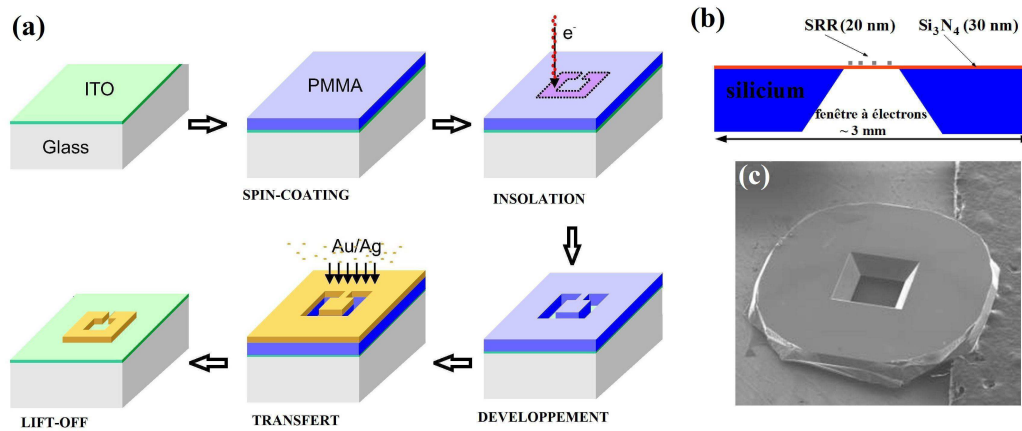 (a)
ITO
Glass
PMMA
SPIN-COATING
e-
INSOLATION
Au/Ag
LIFT-OFF
TRANSFERT
DEVELOPPEMENT
(b)
SRR (20 nm)
Si₃N₄ (30 nm)
silicium
fenêtre à électrons
~ 3 mm
(c)